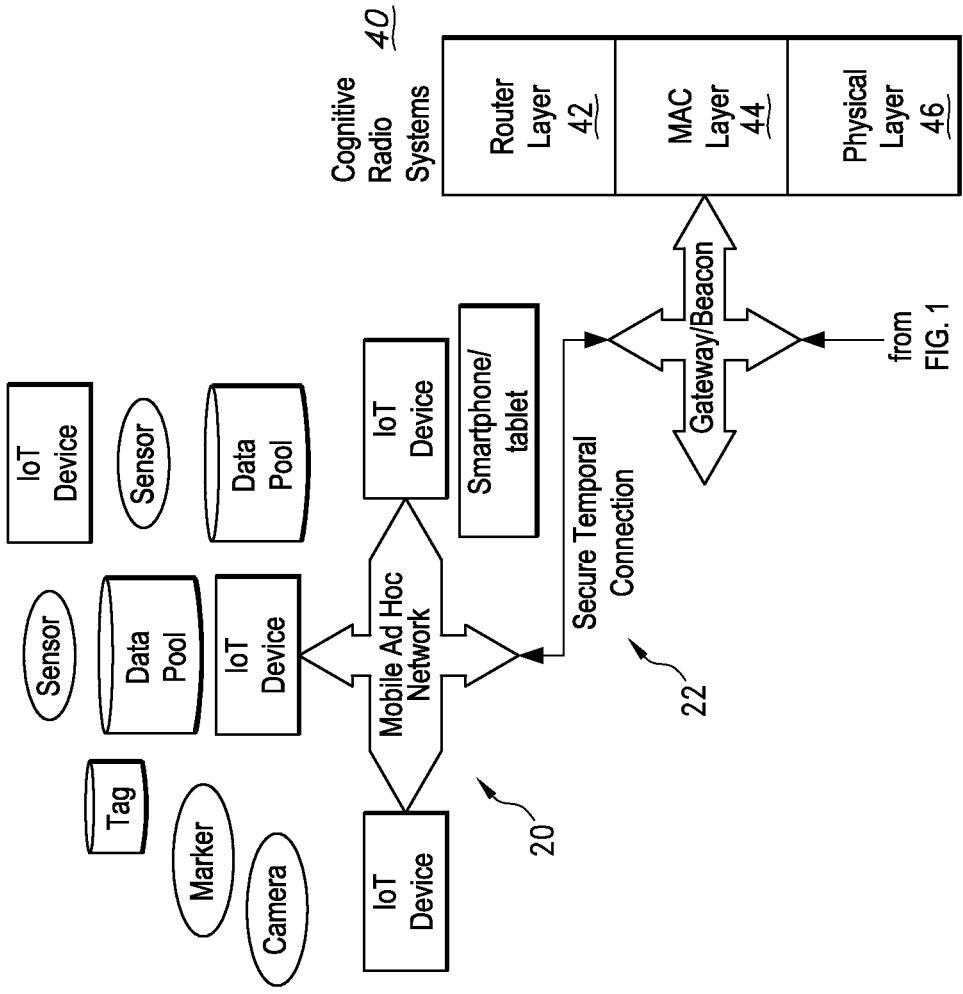 IoT
Device
Sensor
Tag
Data
Pool
Sensor
Marker
IoT
Device
Data
Pool
Camera
IoT
Device
Mobile Ad Hoc
Network
IoT
Device
Smartphone/
tablet
20
Secure Temporal
Connection
22
Gateway/Beacon
from
FIG. 1
Cognitive
Radio
Systems
40
Router
Layer
42
MAC
Layer
44
Physical
Layer
46